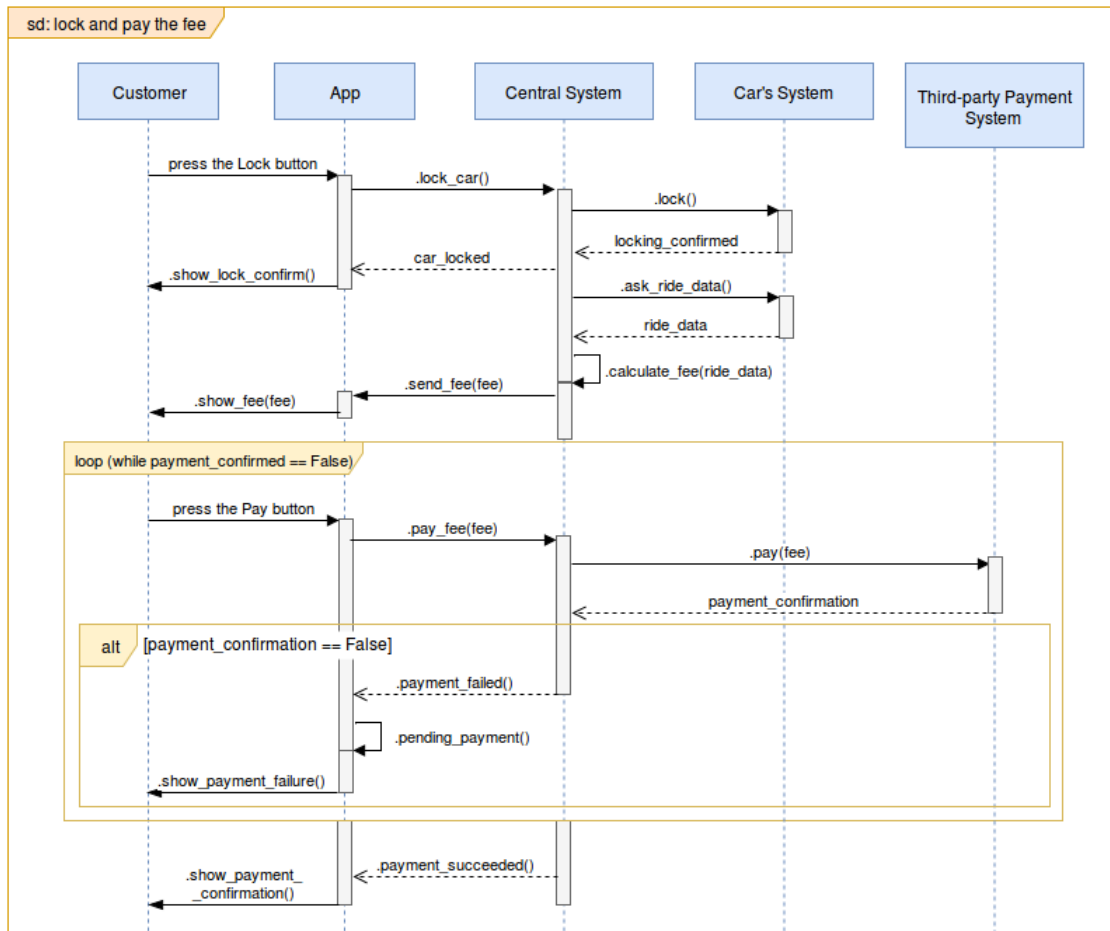 sd: lock and pay the fee
Customer
App
Central System
Car's System
Third-party Payment
System
press the Lock button
.lock_car()
.lock()
locking_confirmed
car_locked
.show_lock_confirm()
.ask_ride_data()
ride_data
.calculate_fee(ride_data)
.send_fee(fee)
.show_fee(fee)
loop (while payment_confirmed == False)
press the Pay button
.pay_fee(fee)
.pay(fee)
payment_confirmation
alt
[payment_confirmation == False]
.payment_failed()
.pending_payment()
.show_payment_failure()
.payment_succeeded()
.show_payment_
_confirmation()